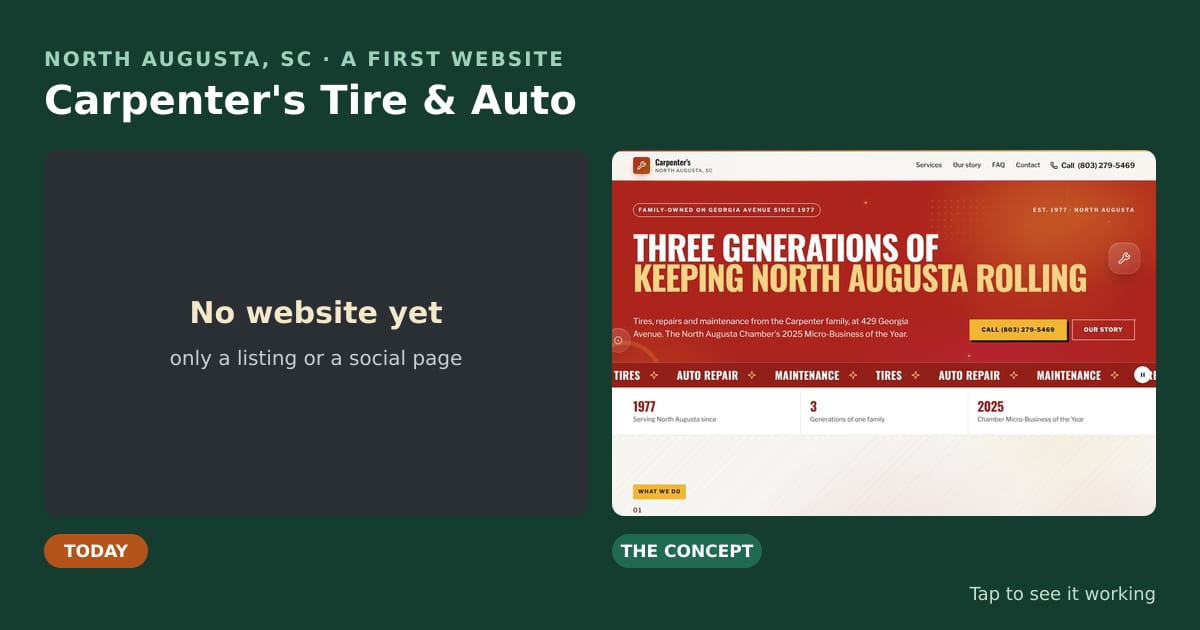 NORTH AUGUSTA, SC · A FIRST WEBSITE
Carpenter's Tire & Auto
No website yet
only a listing or a social page
TODAY
Carpenter's
NORTH AUGUSTA, SC
Services Our story FAQ Contact Call (803) 279-5469
FAMILY-OWNED ON GEORGIA AVENUE SINCE 1977
EST. 1977 · NORTH AUGUSTA
THREE GENERATIONS OF
KEEPING NORTH AUGUSTA ROLLING
Tires, repairs and maintenance from the Carpenter family, at 429 Georgia
Avenue. The North Augusta Chamber's 2025 Micro-Business of the Year.
CALL (803) 279-5469
OUR STORY
TIRES AUTO REPAIR MAINTENANCE TIRES AUTO REPAIR MAINTENANCE
1977
Serving North Augusta since
3
Generations of one family
2025
Chamber Micro-Business of the Year
WHAT WE DO
01
THE CONCEPT
Tap to see it working